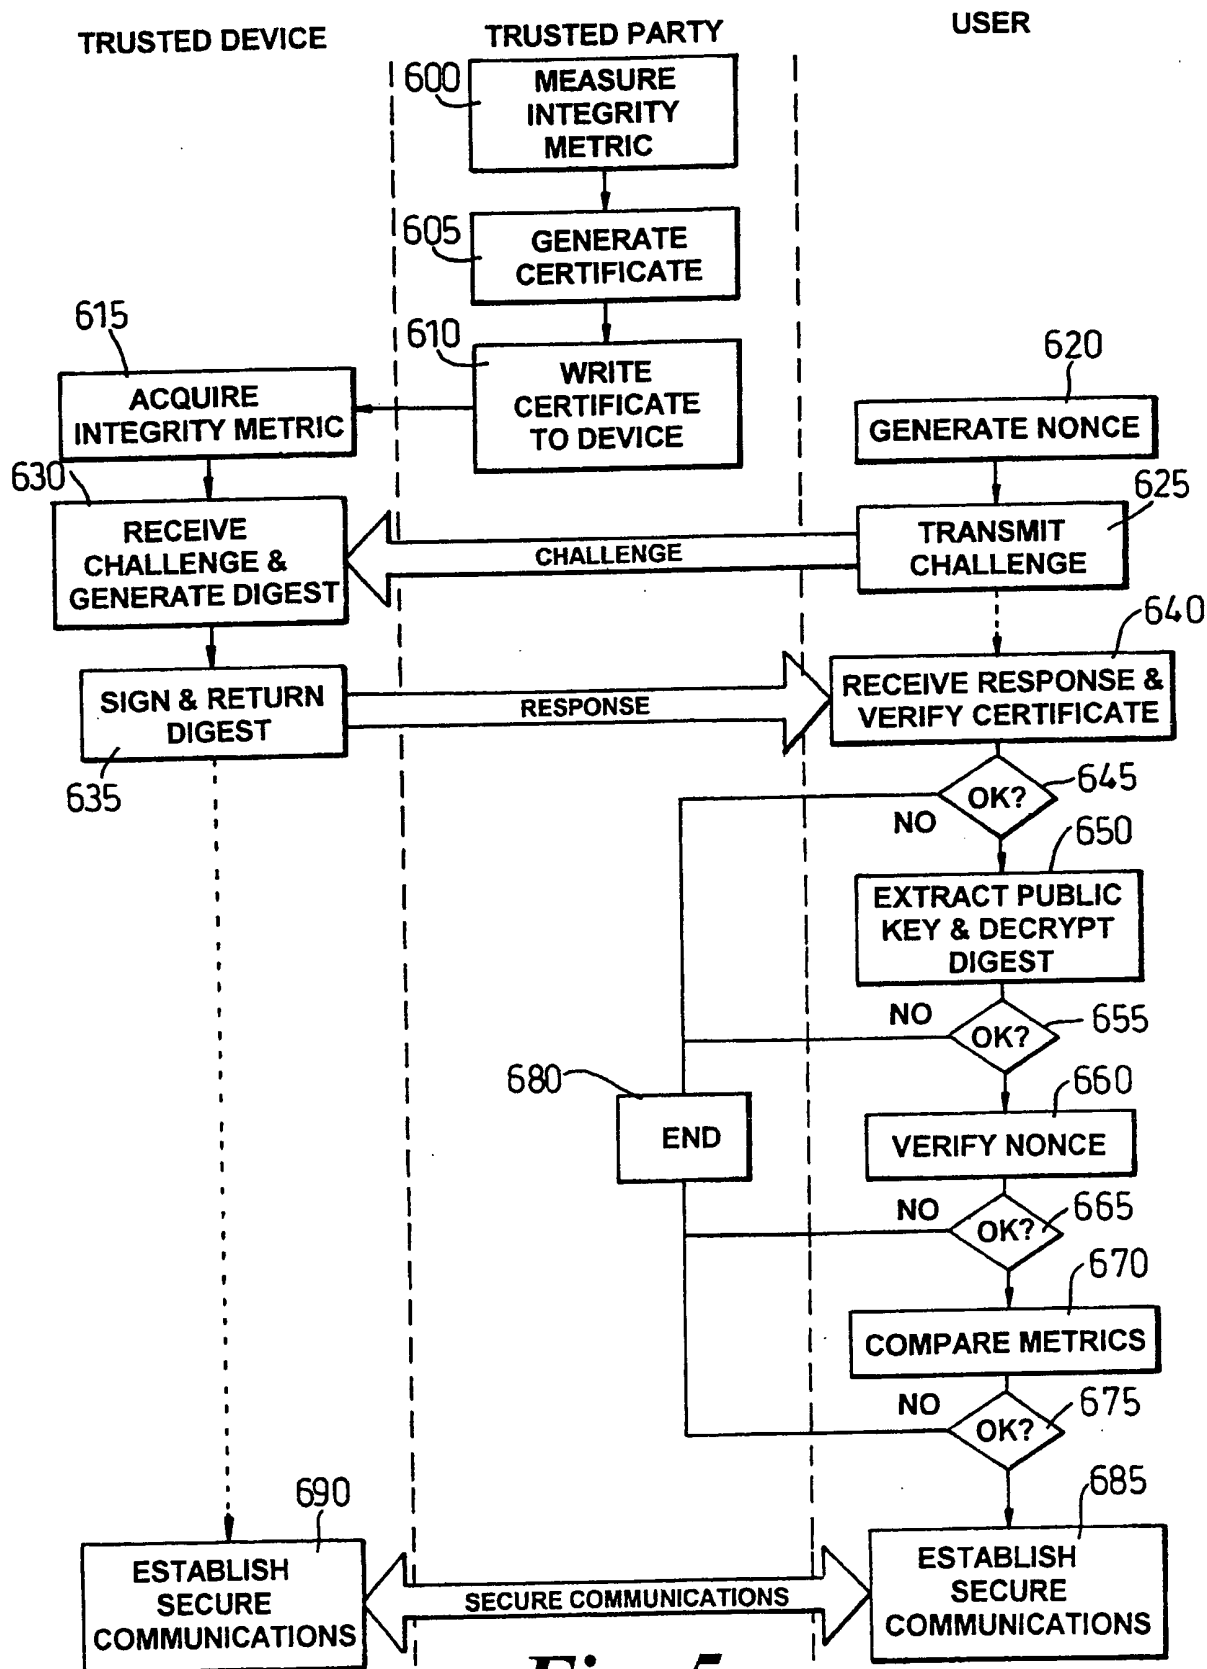 TRUSTED DEVICE
TRUSTED PARTY
USER
600
MEASURE
INTEGRITY
METRIC
605
GENERATE
CERTIFICATE
610
WRITE
CERTIFICATE
TO DEVICE
615
ACQUIRE
INTEGRITY METRIC
620
GENERATE NONCE
625
TRANSMIT
CHALLENGE
CHALLENGE
630
RECEIVE
CHALLENGE &
GENERATE DIGEST
SIGN & RETURN
DIGEST
635
RESPONSE
640
RECEIVE RESPONSE &
VERIFY CERTIFICATE
OK?
645
NO
650
EXTRACT PUBLIC
KEY & DECRYPT
DIGEST
NO
OK?
655
680
END
660
VERIFY NONCE
NO
OK?
665
670
COMPARE METRICS
NO
OK?
675
690
ESTABLISH
SECURE
COMMUNICATIONS
SECURE COMMUNICATIONS
685
ESTABLISH
SECURE
COMMUNICATIONS
Fig. 5